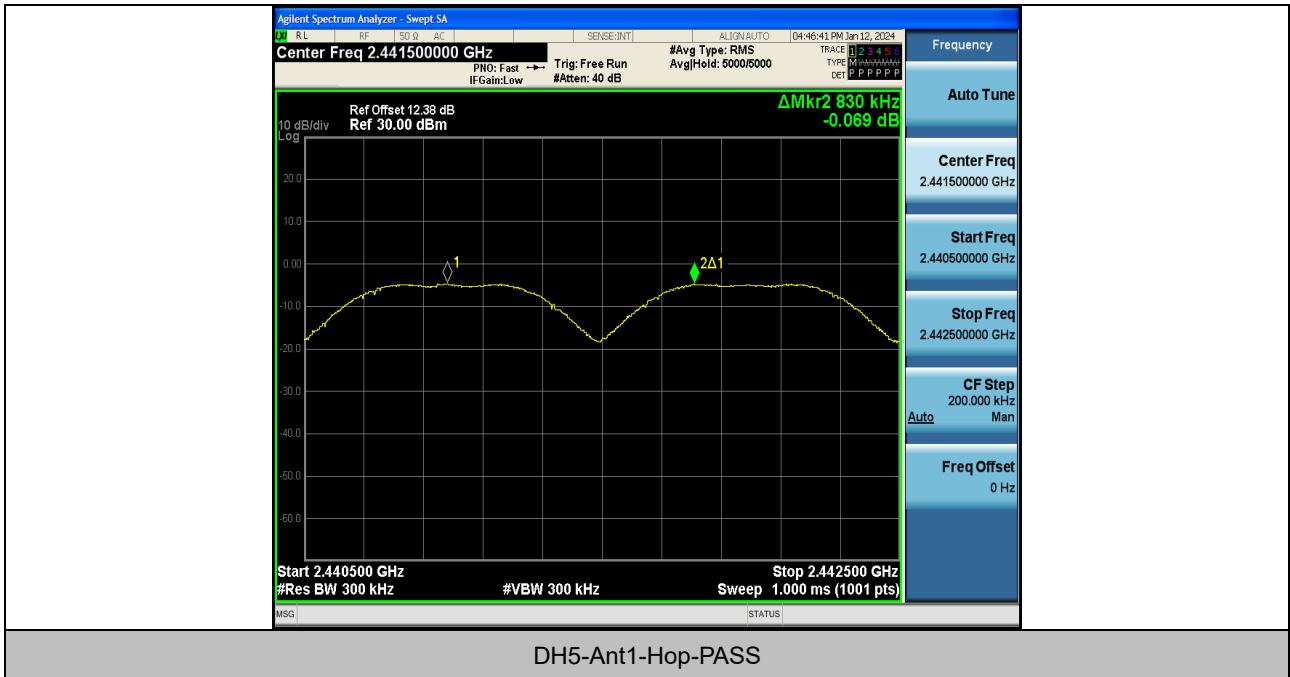 Agilent Spectrum Analyzer - Swept SA
LXI RL RF 50 Ω AC SENSE:INT ALIGN AUTO 04:46:41 PM Jan 12, 2024
Center Freq 2.441500000 GHz
PNO: Fast
IFGain:Low
Trig: Free Run
#Atten: 40 dB
#Avg Type: RMS
Avg|Hold: 5000/5000
TRACE 1 2 3 4 5 6
TYPE M WWWWW
DET P P P P P P
ΔMkr2 830 kHz
-0.069 dB
Ref Offset 12.38 dB
Ref 30.00 dBm
10 dB/div
Log
20.0
10.0
0.00
-10.0
-20.0
-30.0
-40.0
-50.0
-60.0
1
2Δ1
Start 2.440500 GHz
Stop 2.442500 GHz
#Res BW 300 kHz
#VBW 300 kHz
Sweep 1.000 ms (1001 pts)
MSG
STATUS
Frequency
Auto Tune
Center Freq
2.441500000 GHz
Start Freq
2.440500000 GHz
Stop Freq
2.442500000 GHz
CF Step
200.000 kHz
Auto Man
Freq Offset
0 Hz
DH5-Ant1-Hop-PASS